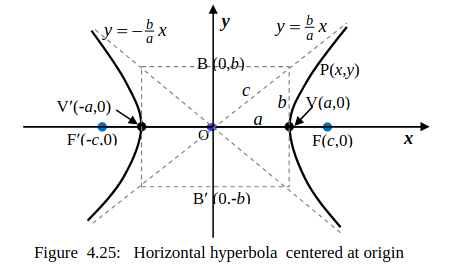 y
y = − b/a x
y = b/a x
B (0,b)
P(x,y)
c
V′(-a,0)
b
V(a,0)
a
O
F′(-c,0)
F(c,0)
x
B′ (0.-b)
Figure 4.25: Horizontal hyperbola centered at origin